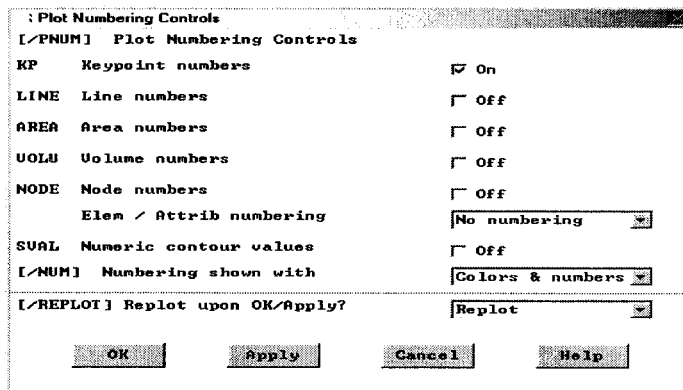 Plot Numbering Controls
[/PNUM] Plot Numbering Controls
KP Keypoint numbers On
LINE Line numbers Off
AREA Area numbers Off
VOLU Volume numbers Off
NODE Node numbers Off
Elem / Attrib numbering No numbering
SVAL Numeric contour values Off
[/NUM] Numbering shown with Colors & numbers
[/REPLOT] Replot upon OK/Apply? Replot
OK Apply Cancel Help